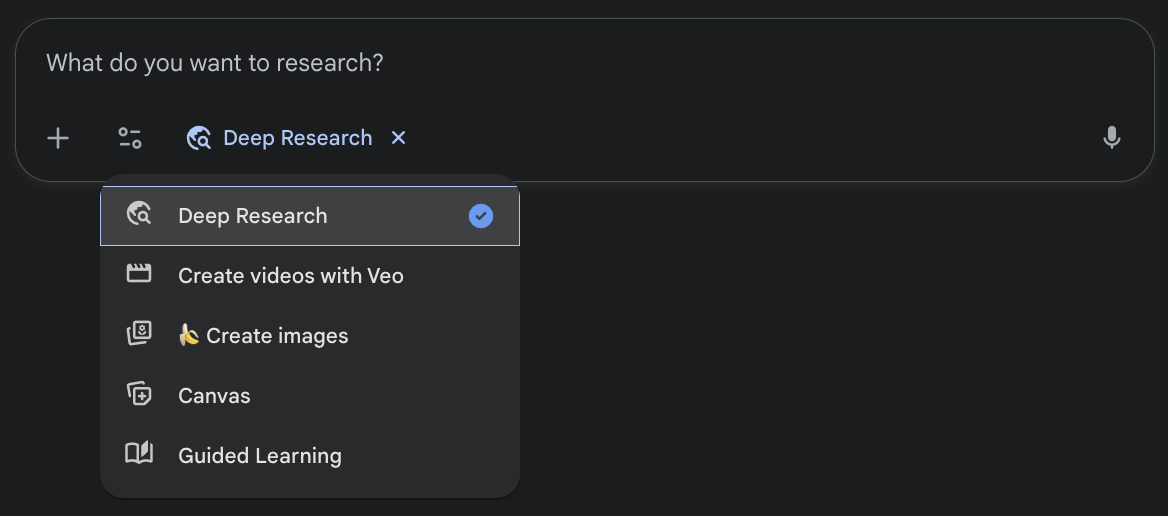 What do you want to research?
Deep Research
Deep Research
Create videos with Veo
🍌 Create images
Canvas
Guided Learning